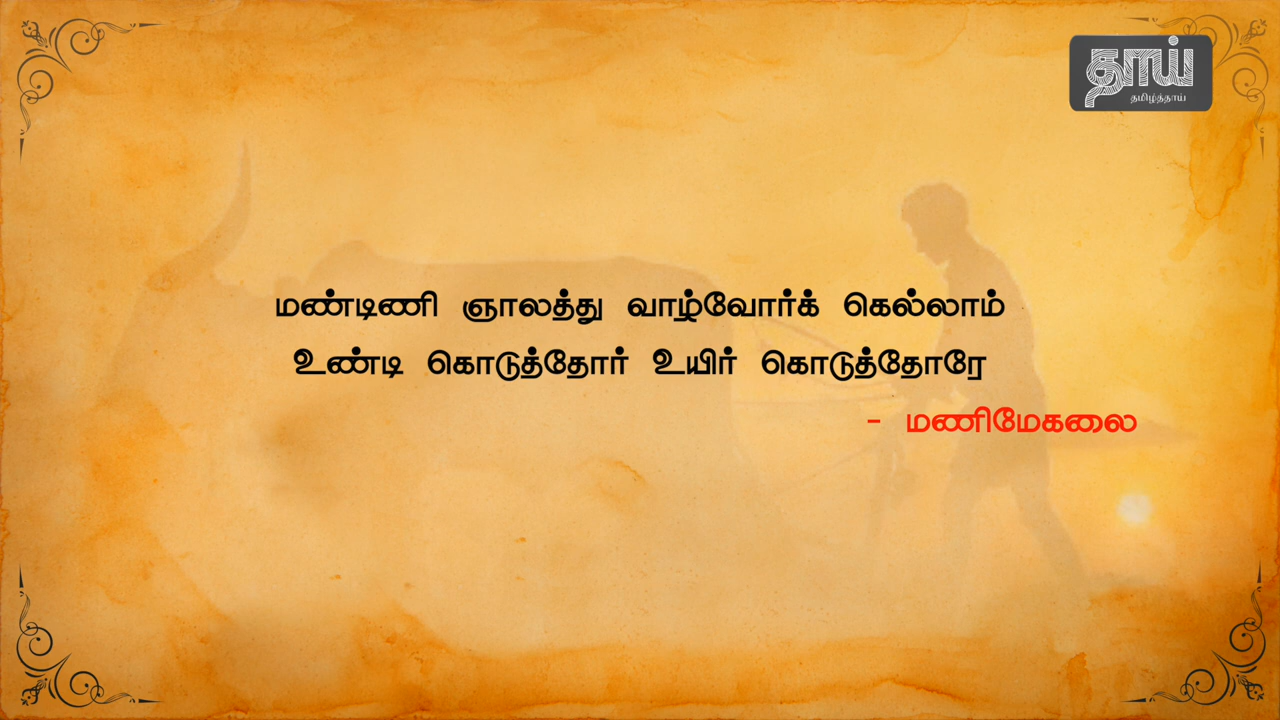 தாய்
தமிழ்த்தாய்
மண்டிணி ஞாலத்து வாழ்வோர்க் கெல்லாம்
உண்டி கொடுத்தோர் உயிர் கொடுத்தோரே
- மணிமேகலை